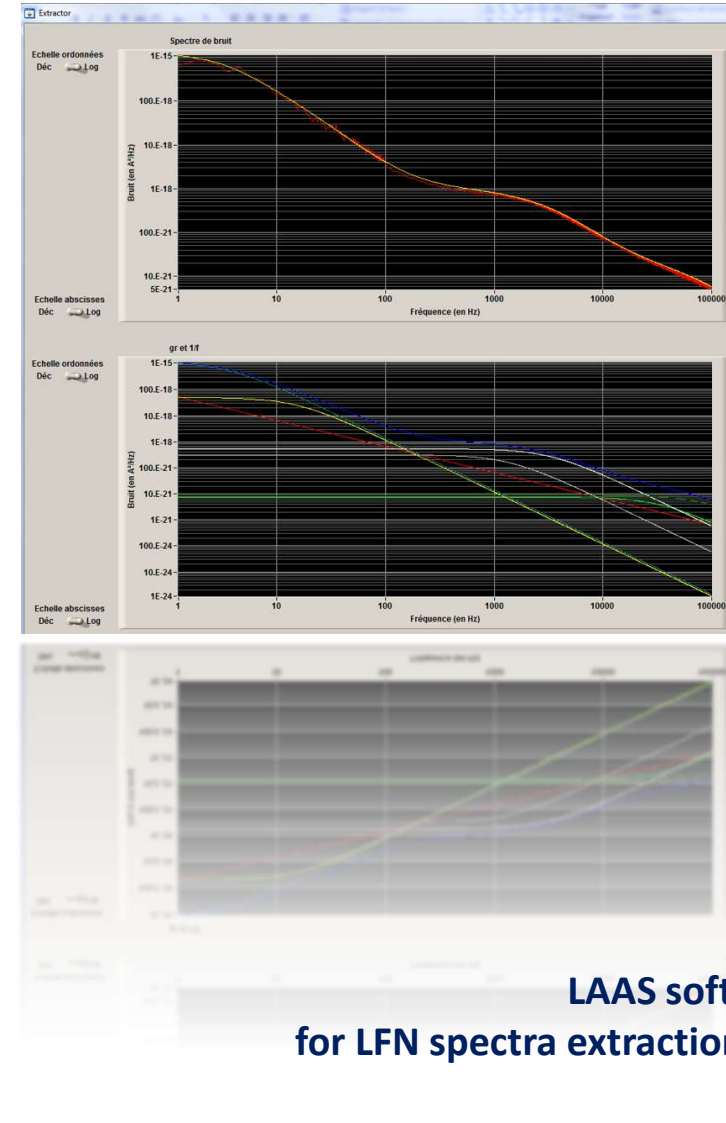 Extractor
Spectre de bruit
Echelle ordonnées
Déc Log
1E-15
100.E-18
10.E-18
1E-18
100.E-21
10.E-21
5E-21
Bruit (en A²/Hz)
1 10 100 1000 10000 100000
Fréquence (en Hz)
Echelle abscisses
Déc Log
gr et 1/f
Echelle ordonnées
Déc Log
1E-15
100.E-18
10.E-18
1E-18
100.E-21
10.E-21
1E-21
100.E-24
10.E-24
1E-24
Bruit (en A²/Hz)
1 10 100 1000 10000 100000
Fréquence (en Hz)
Echelle abscisses
Déc Log
LAAS soft
for LFN spectra extraction